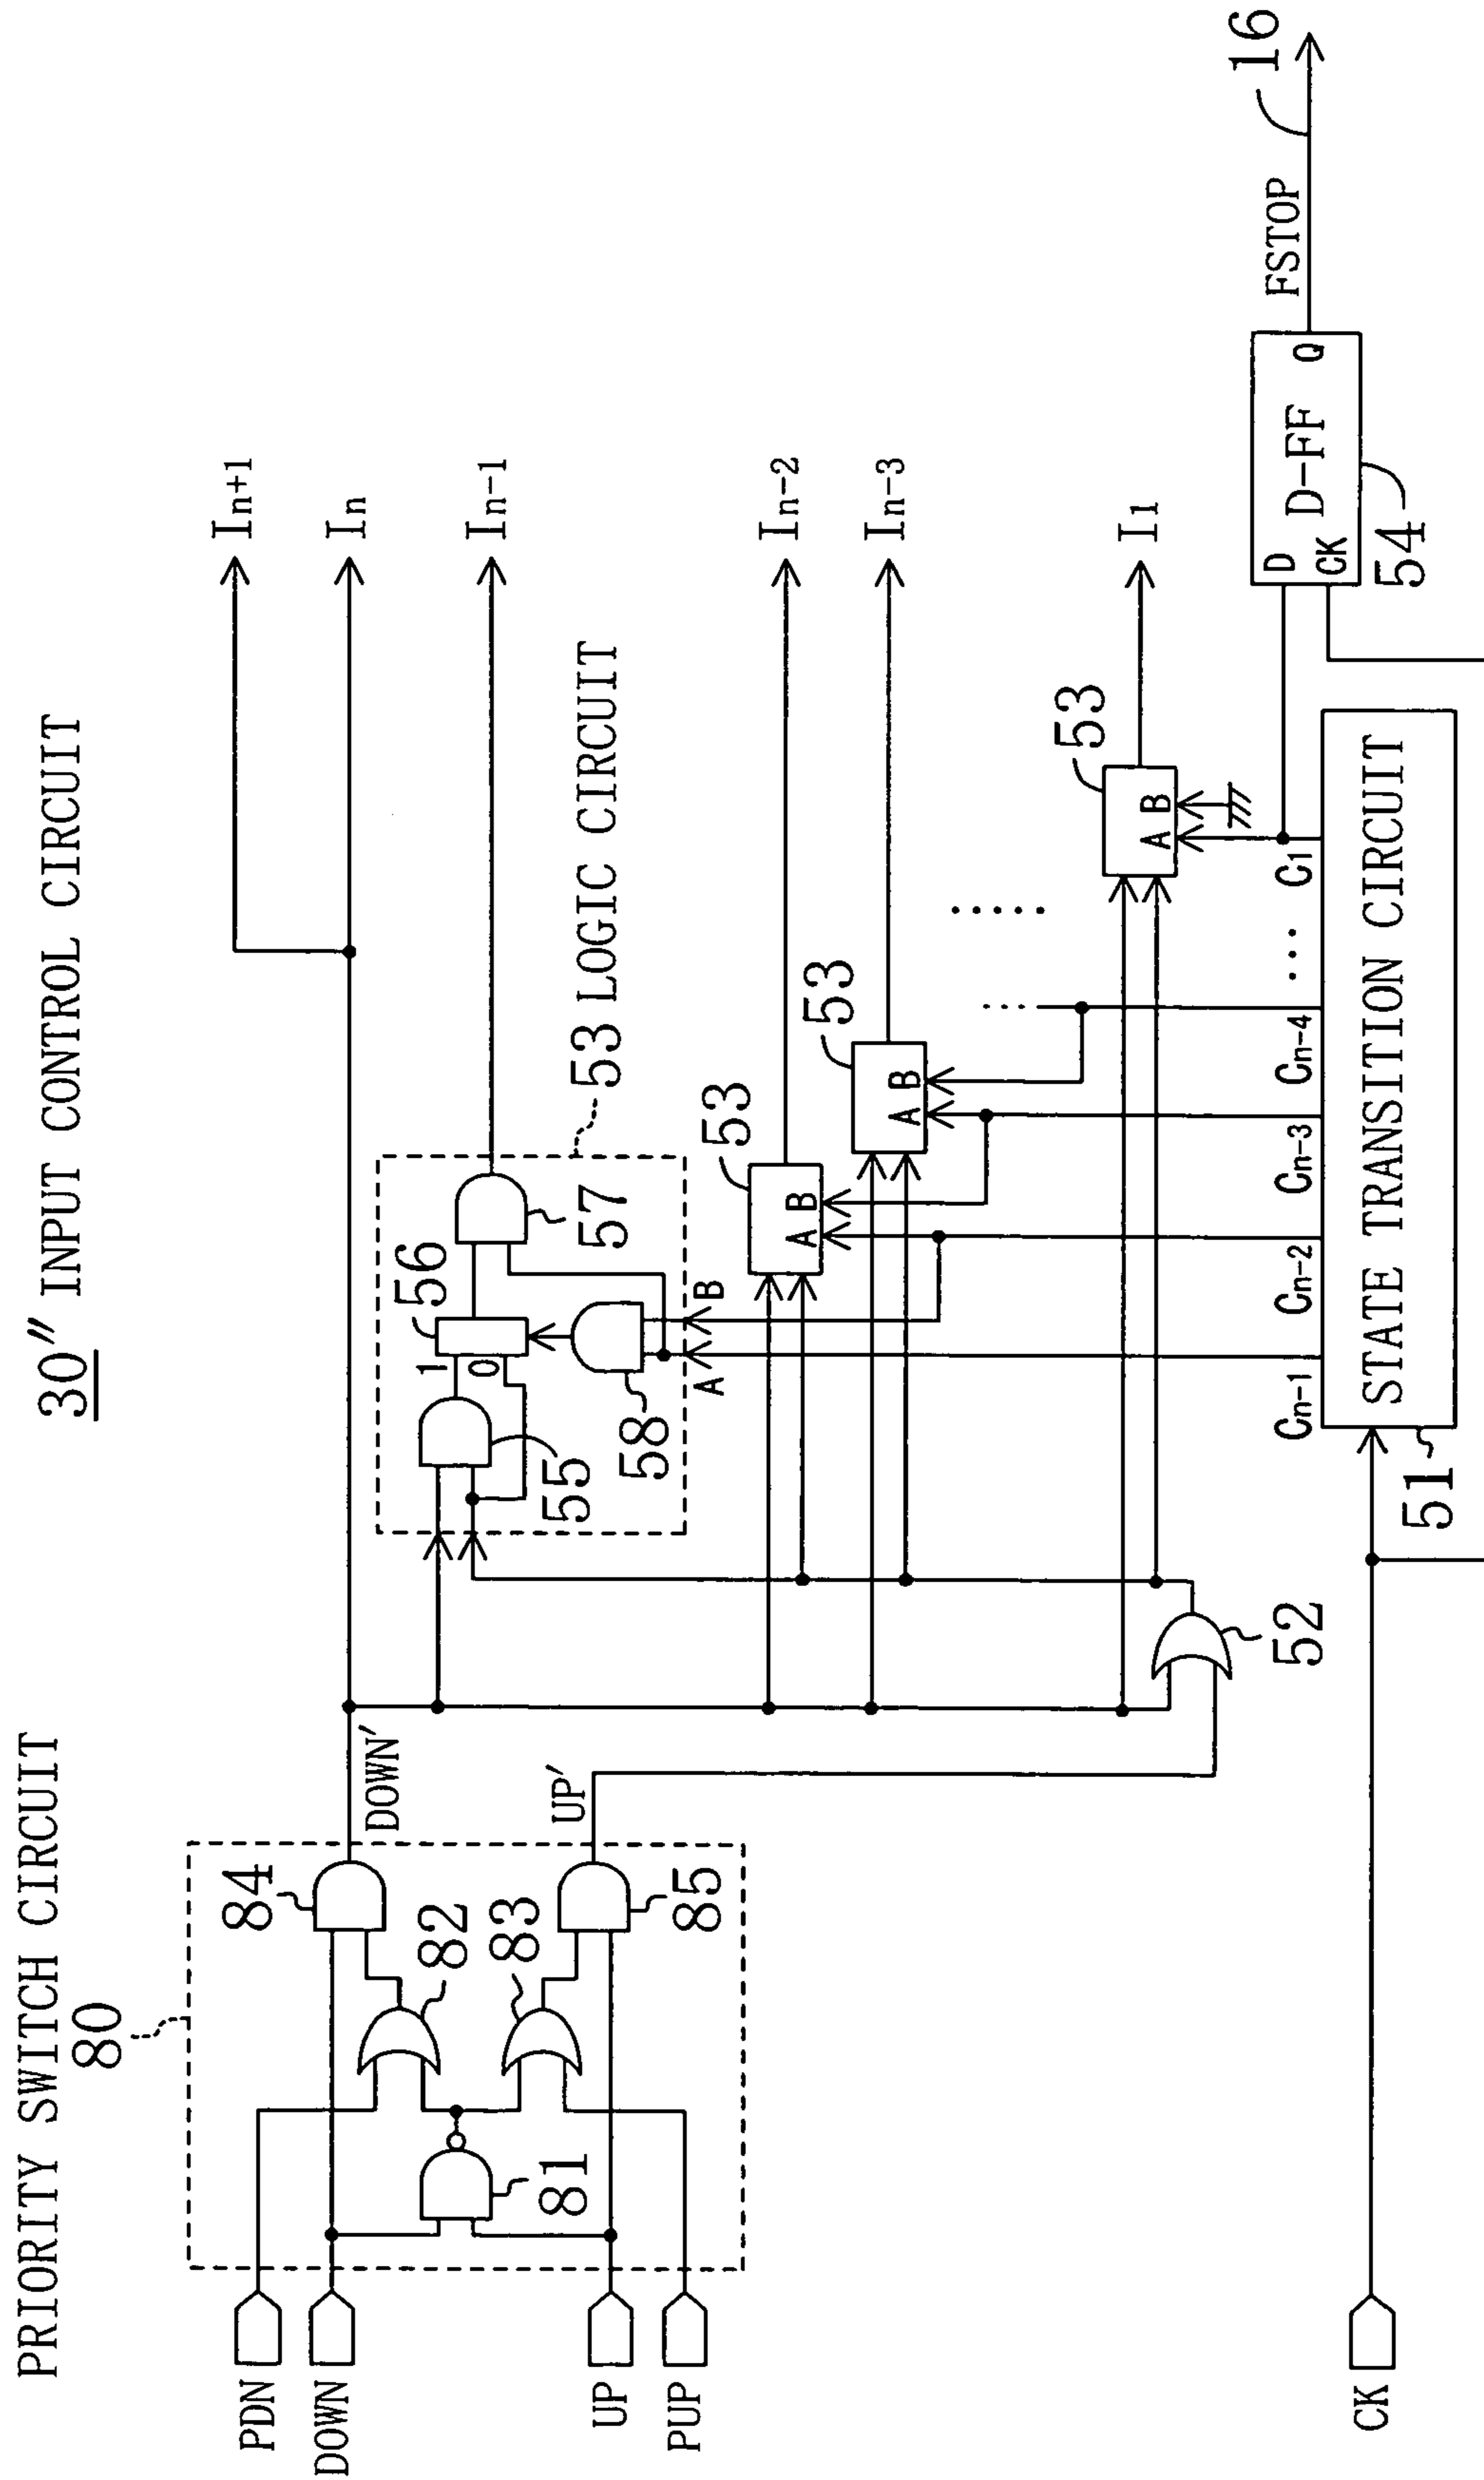 30″ INPUT CONTROL CIRCUIT
PRIORITY SWITCH CIRCUIT
80
PDN
DOWN
UP
PUP
CK
81
82
83
84
85
DOWN′
UP′
52
53 LOGIC CIRCUIT
55
56
1
0
57
58
A
B
53
A
B
53
A
B
.....
53
A
B
In+1
In
In-1
In-2
In-3
I1
Cn-1
Cn-2
Cn-3
Cn-4
...
C1
STATE TRANSITION CIRCUIT
51
D
CK
D-FF
Q
54
FSTOP
16